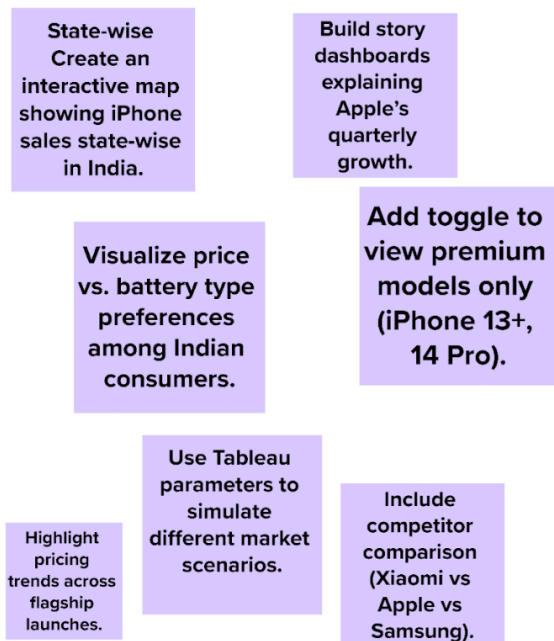 State-wise
Create an
interactive map
showing iPhone
sales state-wise
in India.
Build story
dashboards
explaining
Apple’s
quarterly
growth.
Visualize price
vs. battery type
preferences
among Indian
consumers.
Add toggle to
view premium
models only
(iPhone 13+,
14 Pro).
Use Tableau
parameters to
simulate
different market
scenarios.
Highlight
pricing
trends across
flagship
launches.
Include
competitor
comparison
(Xiaomi vs
Apple vs
Samsung).